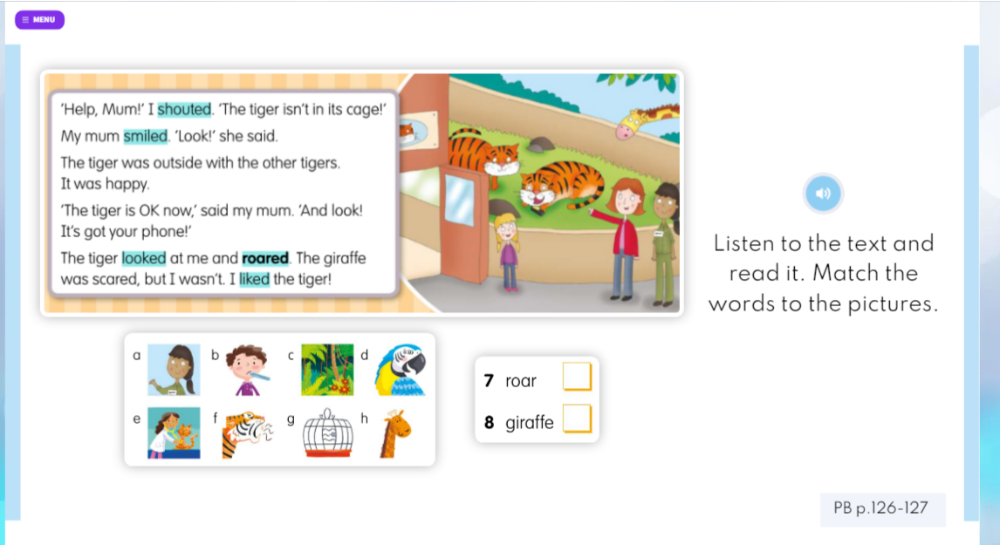 MENU
‘Help, Mum!’ I shouted. ‘The tiger isn’t in its cage!’
My mum smiled. ‘Look!’ she said.
The tiger was outside with the other tigers.
It was happy.
‘The tiger is OK now,’ said my mum. ‘And look!
It’s got your phone!’
The tiger looked at me and roared. The giraffe
was scared, but I wasn’t. I liked the tiger!
Listen to the text and
read it. Match the
words to the pictures.
a b c d
e f g h
7 roar
8 giraffe
PB p.126-127